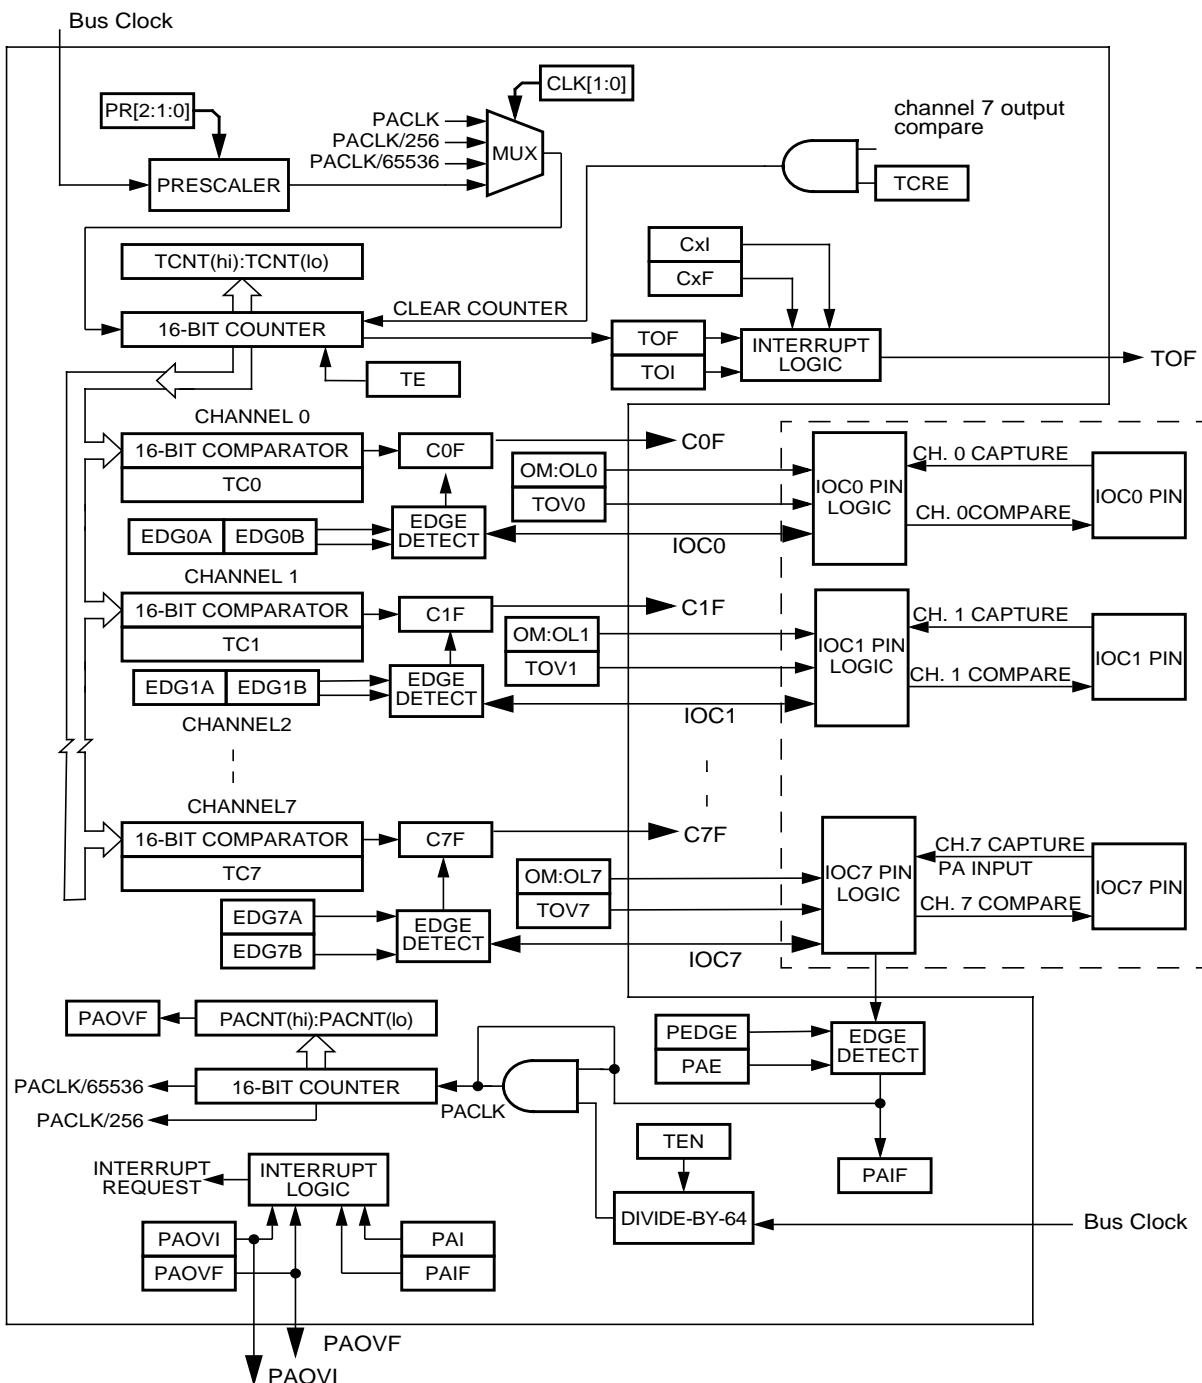 Bus Clock
CLK[1:0]
PR[2:1:0]
channel 7 output
compare
PACLK
PACLK/256
PACLK/65536
MUX
PRESCALER
TCRE
CxI
CxF
TCNT(hi):TCNT(lo)
CLEAR COUNTER
16-BIT COUNTER
TOF
TOI
INTERRUPT
LOGIC
TOF
TE
CHANNEL 0
16-BIT COMPARATOR
TC0
C0F
C0F
OM:OL0
TOV0
IOC0 PIN
LOGIC
CH. 0 CAPTURE
CH. 0COMPARE
IOC0 PIN
EDG0A
EDG0B
EDGE
DETECT
IOC0
CHANNEL 1
16-BIT COMPARATOR
TC1
C1F
C1F
OM:OL1
TOV1
IOC1 PIN
LOGIC
CH. 1 CAPTURE
CH. 1 COMPARE
IOC1 PIN
EDG1A
EDG1B
EDGE
DETECT
IOC1
CHANNEL2
CHANNEL7
16-BIT COMPARATOR
TC7
C7F
C7F
OM:OL7
TOV7
IOC7 PIN
LOGIC
CH.7 CAPTURE
PA INPUT
CH. 7 COMPARE
IOC7 PIN
EDG7A
EDG7B
EDGE
DETECT
IOC7
PAOVF
PACNT(hi):PACNT(lo)
PEDGE
PAE
EDGE
DETECT
PACLK/65536
16-BIT COUNTER
PACLK
PACLK/256
TEN
PAIF
INTERRUPT
REQUEST
INTERRUPT
LOGIC
DIVIDE-BY-64
Bus Clock
PAOVI
PAOVF
PAI
PAIF
PAOVF
PAOVI